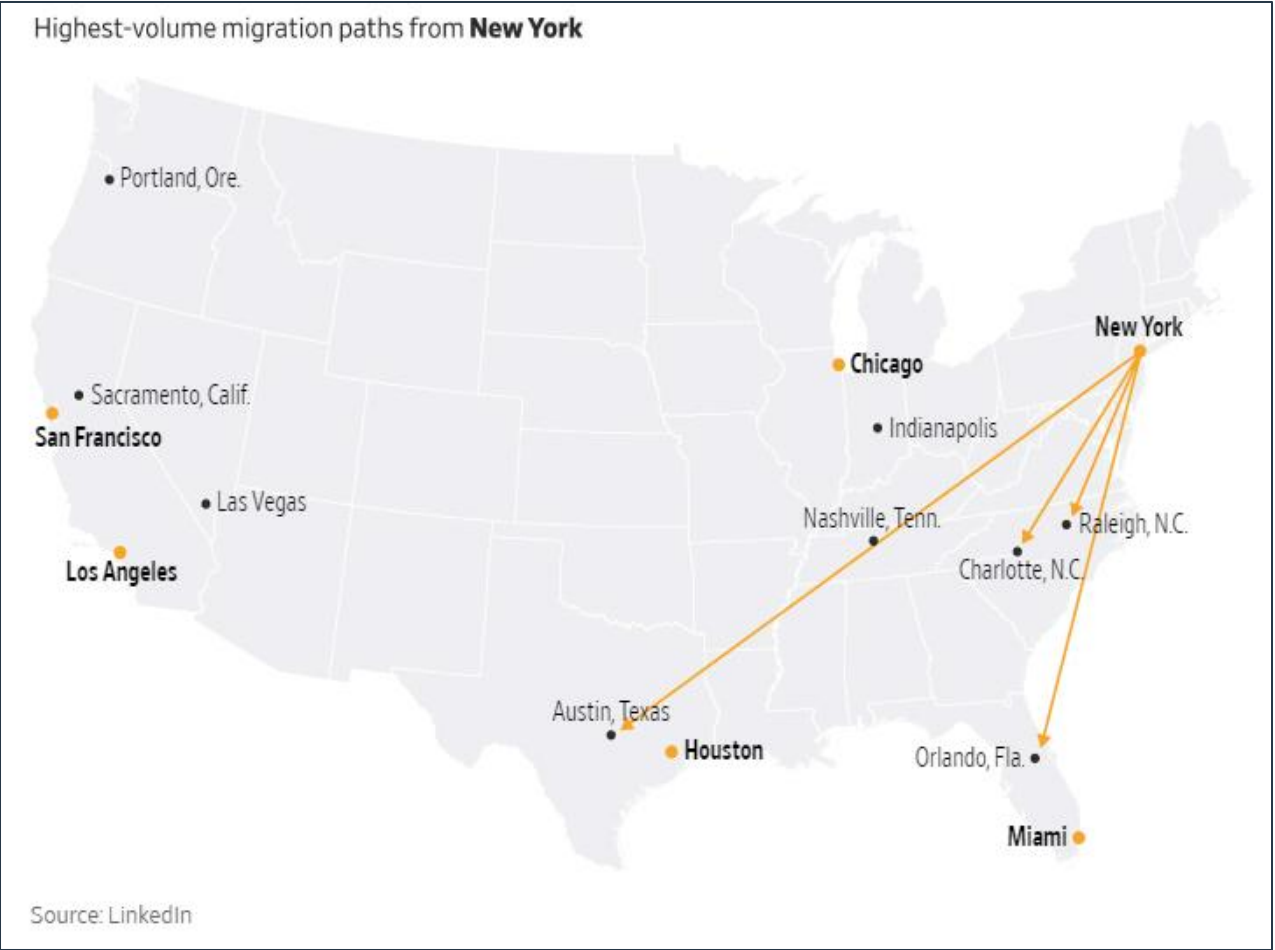 Highest-volume migration paths from New York
Portland, Ore.
New York
Chicago
Sacramento, Calif.
San Francisco
Indianapolis
Las Vegas
Nashville, Tenn.
Raleigh, N.C.
Los Angeles
Charlotte, N.C.
Austin, Texas
Houston
Orlando, Fla.
Miami
Source: LinkedIn